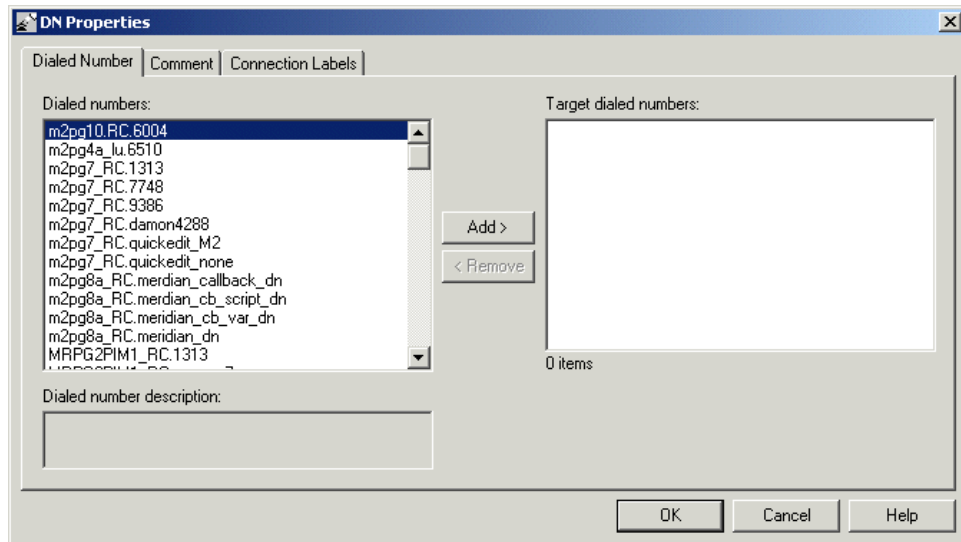 DN Properties
Dialed Number
Comment
Connection Labels
Dialed numbers:
m2pg10.RC.6004
m2pg4a_lu.6510
m2pg7_RC.1313
m2pg7_RC.7748
m2pg7_RC.9386
m2pg7_RC.damon4288
m2pg7_RC.quickedit_M2
m2pg7_RC.quickedit_none
m2pg8a_RC.merdian_callback_dn
m2pg8a_RC.merdian_cb_script_dn
m2pg8a_RC.meridian_cb_var_dn
m2pg8a_RC.meridian_dn
MRPG2PIM1_RC.1313
Add >
< Remove
Target dialed numbers:
0 items
Dialed number description:
OK
Cancel
Help